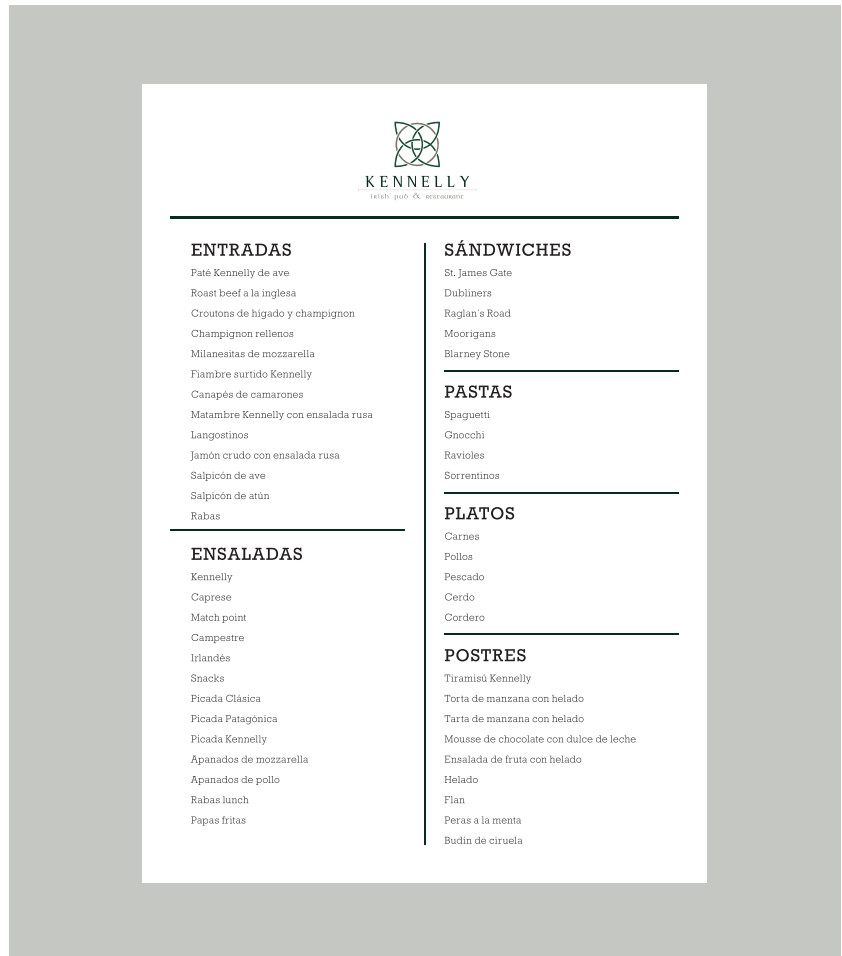 KENNELLY
irish pub & restaurant
ENTRADAS
Paté Kennelly de ave
Roast beef a la inglesa
Croutons de hígado y champignon
Champignon rellenos
Milanesitas de mozzarella
Fiambre surtido Kennelly
Canapés de camarones
Matambre Kennelly con ensalada rusa
Langostinos
Jamón crudo con ensalada rusa
Salpicón de ave
Salpicón de atún
Rabas
ENSALADAS
Kennelly
Caprese
Match point
Campestre
Irlandés
Snacks
Picada Clásica
Picada Patagónica
Picada Kennelly
Apanados de mozzarella
Apanados de pollo
Rabas lunch
Papas fritas
SÁNDWICHES
St. James Gate
Dubliners
Raglan´s Road
Moorigans
Blarney Stone
PASTAS
Spaguetti
Gnocchi
Ravioles
Sorrentinos
PLATOS
Carnes
Pollos
Pescado
Cerdo
Cordero
POSTRES
Tiramisú Kennelly
Torta de manzana con helado
Tarta de manzana con helado
Mousse de chocolate con dulce de leche
Ensalada de fruta con helado
Helado
Flan
Peras a la menta
Budín de ciruela